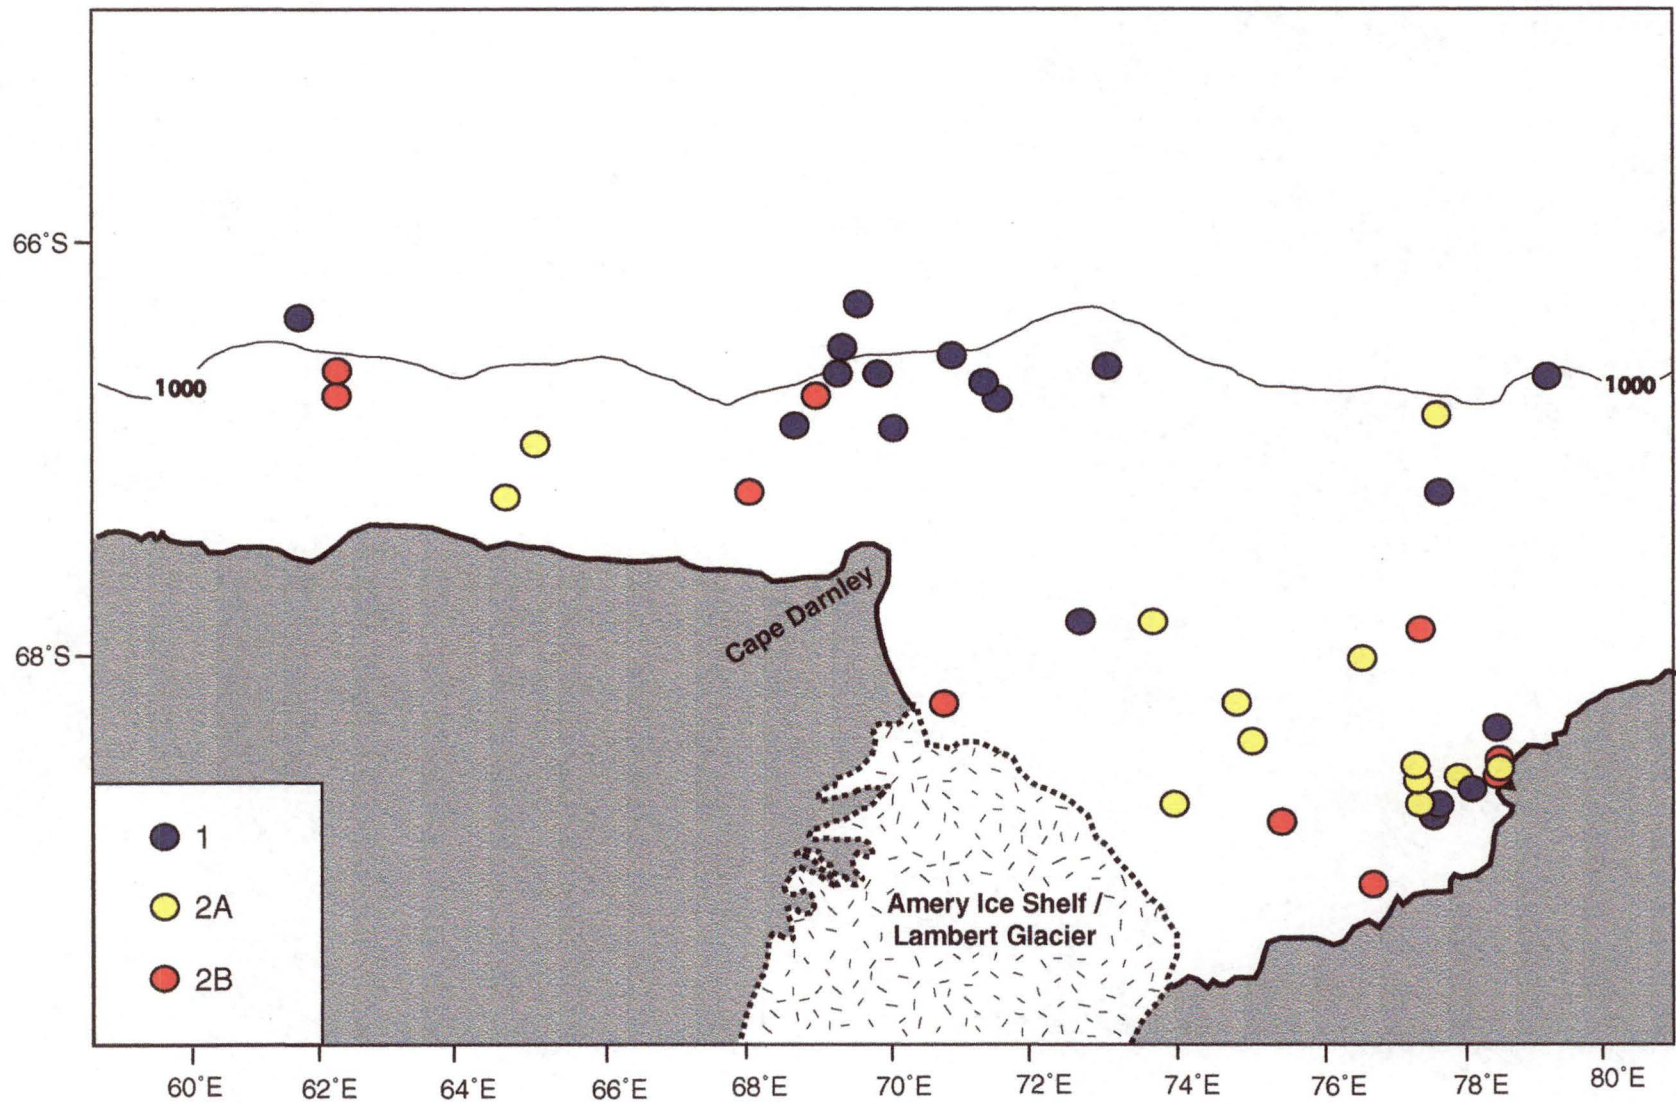 66°S
1000
1000
Cape Darnley
68°S
Amery Ice Shelf /
Lambert Glacier
1
2A
2B
60°E
62°E
64°E
66°E
68°E
70°E
72°E
74°E
76°E
78°E
80°E